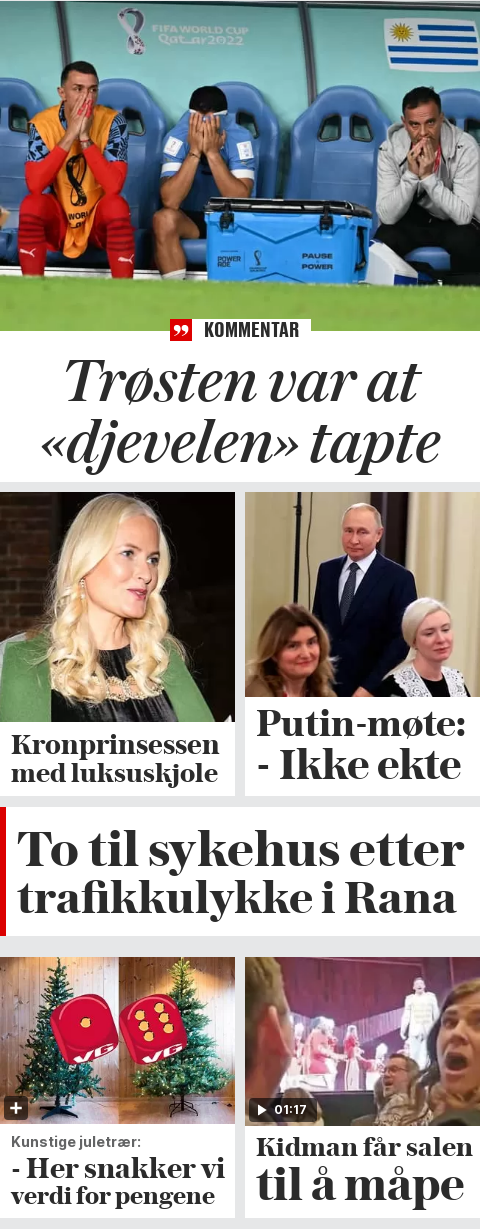 FIFA WORLD CUP
Qatar2022
POWER
ADE
PAUSE
POWER
KOMMENTAR
Trøsten var at
«djevelen» tapte
Kronprinsessen
med luksuskjole
Putin-møte:
- Ikke ekte
To til sykehus etter
trafikkulykke i Rana
VG
VG
01:17
Kunstige juletrær:
- Her snakker vi
verdi for pengene
Kidman får salen
til å måpe